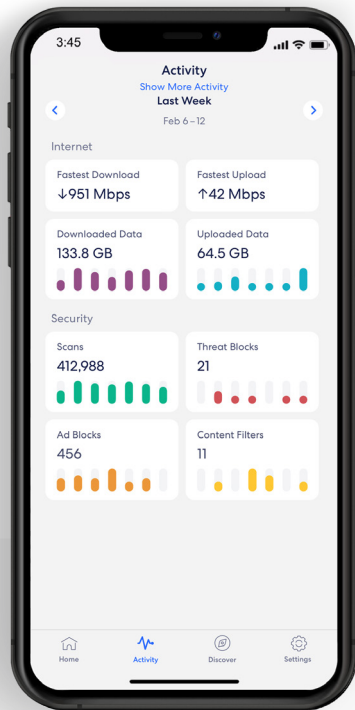 3:45
Activity
Show More Activity
Last Week
Feb 6–12
Internet
Fastest Download
↓951 Mbps
Fastest Upload
↑42 Mbps
Downloaded Data
133.8 GB
Uploaded Data
64.5 GB
Security
Scans
412,988
Threat Blocks
21
Ad Blocks
456
Content Filters
11
Home
Activity
Discover
Settings